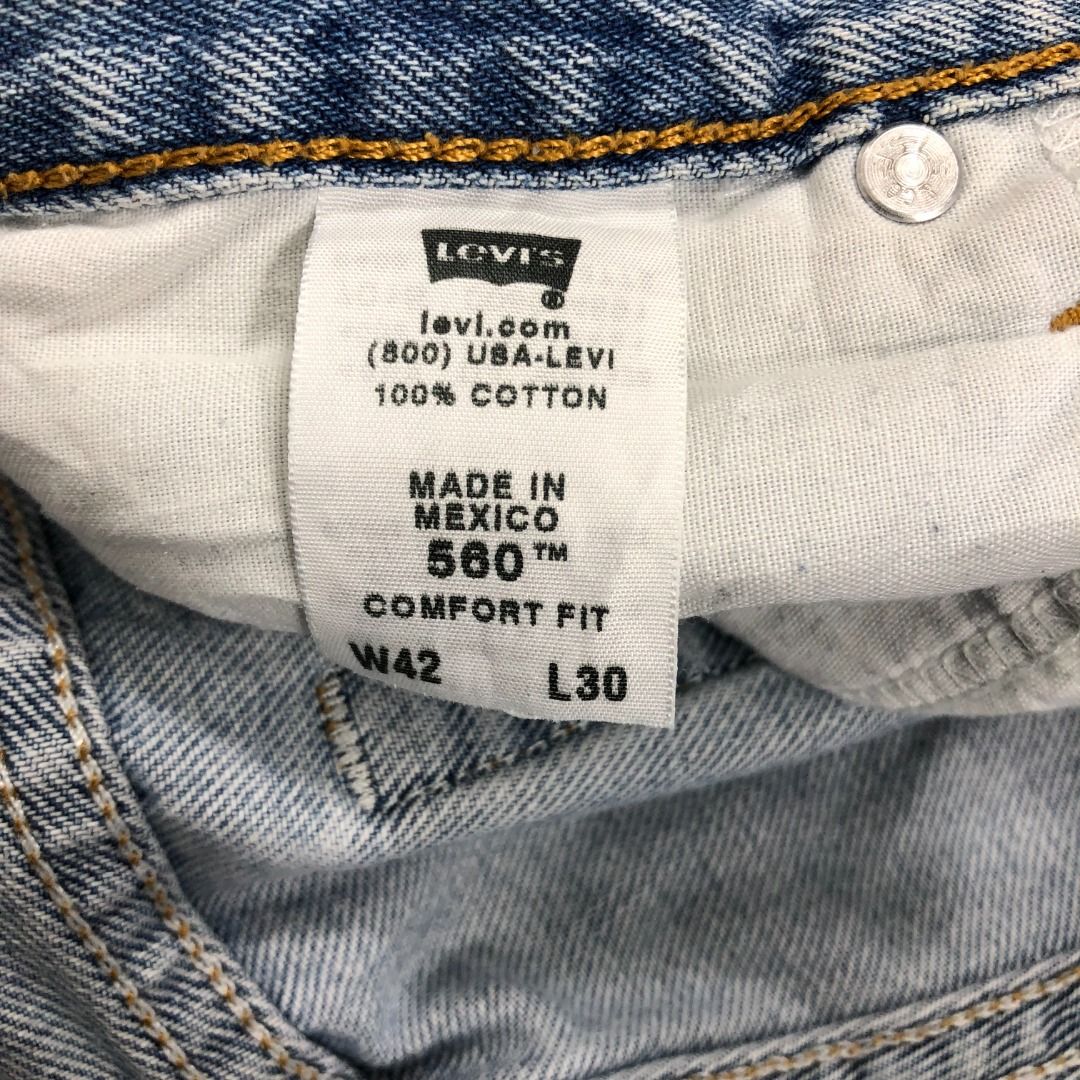 LEVI'S
®
levi.com
(800) USA-LEVI
100% COTTON
MADE IN
MEXICO
560™
COMFORT FIT
W42 L30